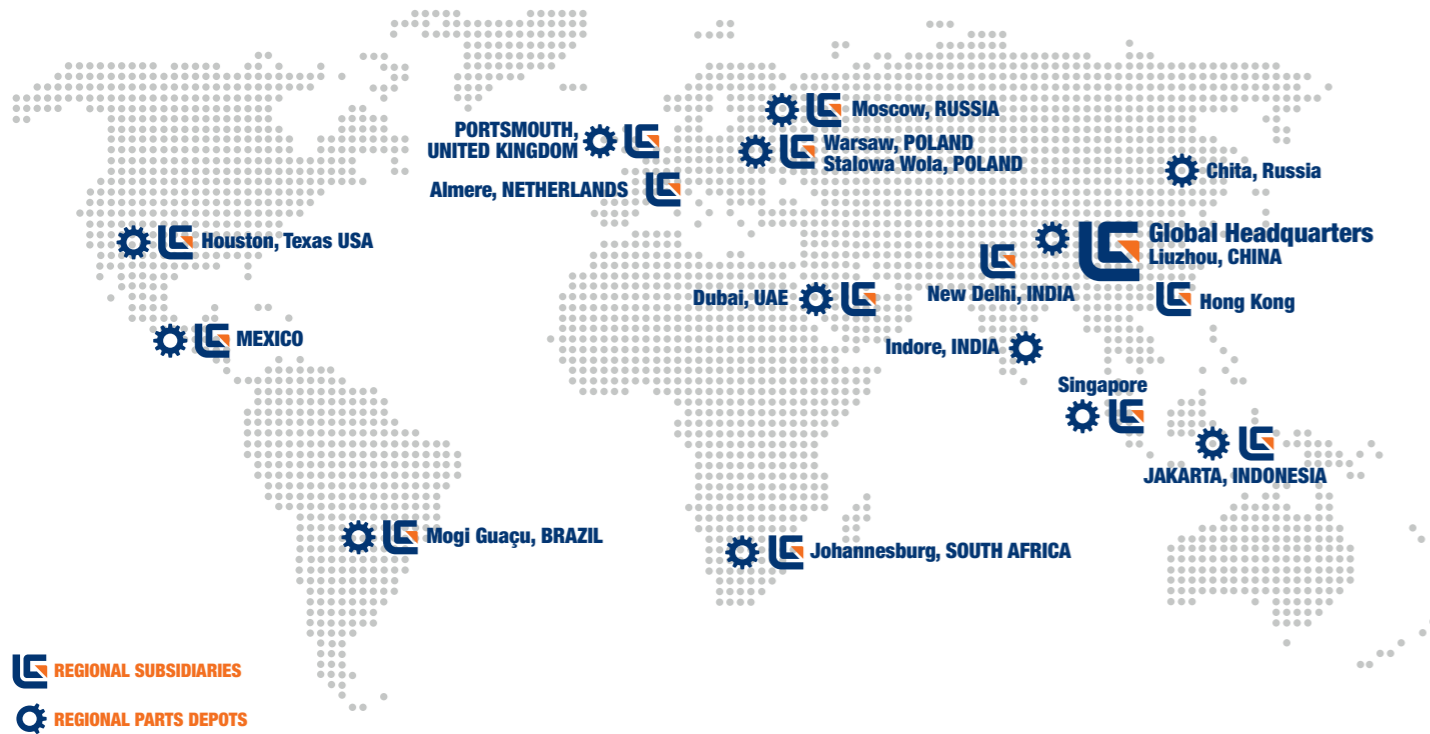 Moscow, RUSSIA
PORTSMOUTH,
UNITED KINGDOM
Warsaw, POLAND
Stalowa Wola, POLAND
Chita, Russia
Almere, NETHERLANDS
Houston, Texas USA
Global Headquarters
Liuzhou, CHINA
New Delhi, INDIA
Dubai, UAE
Hong Kong
MEXICO
Indore, INDIA
Singapore
JAKARTA, INDONESIA
Mogi Guaçu, BRAZIL
Johannesburg, SOUTH AFRICA
REGIONAL SUBSIDIARIES
REGIONAL PARTS DEPOTS